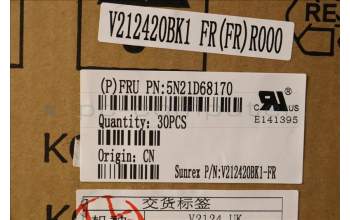 V212420BK1 FR(FR)R000
(P)FRU PN:5N21D68170
Quantity: 30PCS
Origin: CN
C US
E141395
Sunrex P/N:V212420BK1-FR
交货标签
V2124 UK